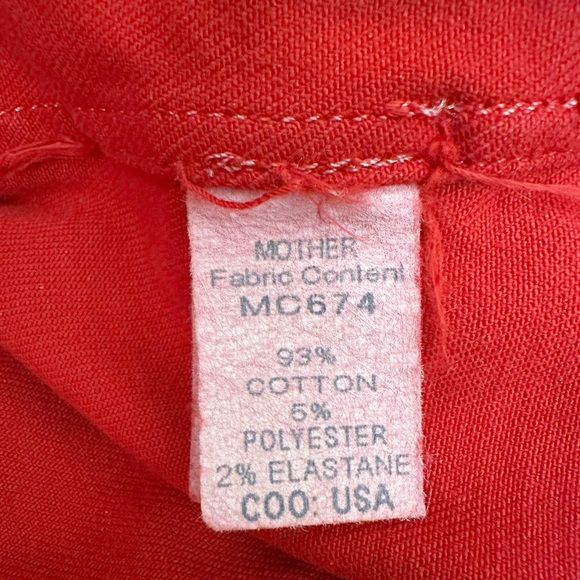 MOTHER
Fabric Content
MC674
93%
COTTON
5%
POLYESTER
2% ELASTANE
COO: USA